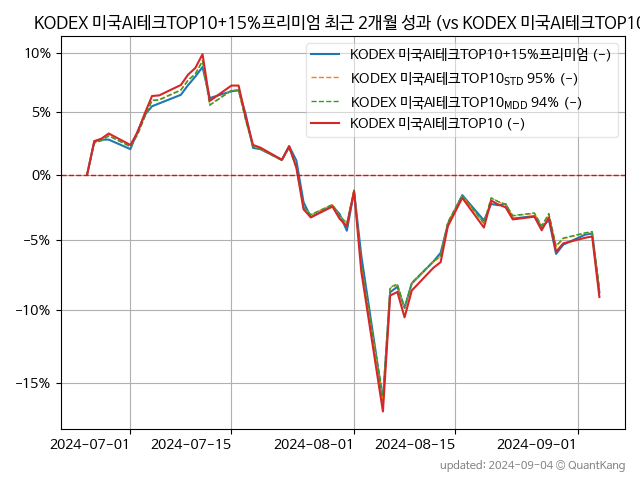 KODEX 미국AI테크TOP10+15%프리미엄 최근 2개월 성과 (vs KODEX 미국AI테크TOP10
KODEX 미국AI테크TOP10+15%프리미엄 (-)
KODEX 미국AI테크TOP10STD 95% (-)
KODEX 미국AI테크TOP10MDD 94% (-)
KODEX 미국AI테크TOP10 (-)
10%
5%
0%
-5%
-10%
-15%
2024-07-01 2024-07-15 2024-08-01 2024-08-15 2024-09-01
updated: 2024-09-04 © QuantKang